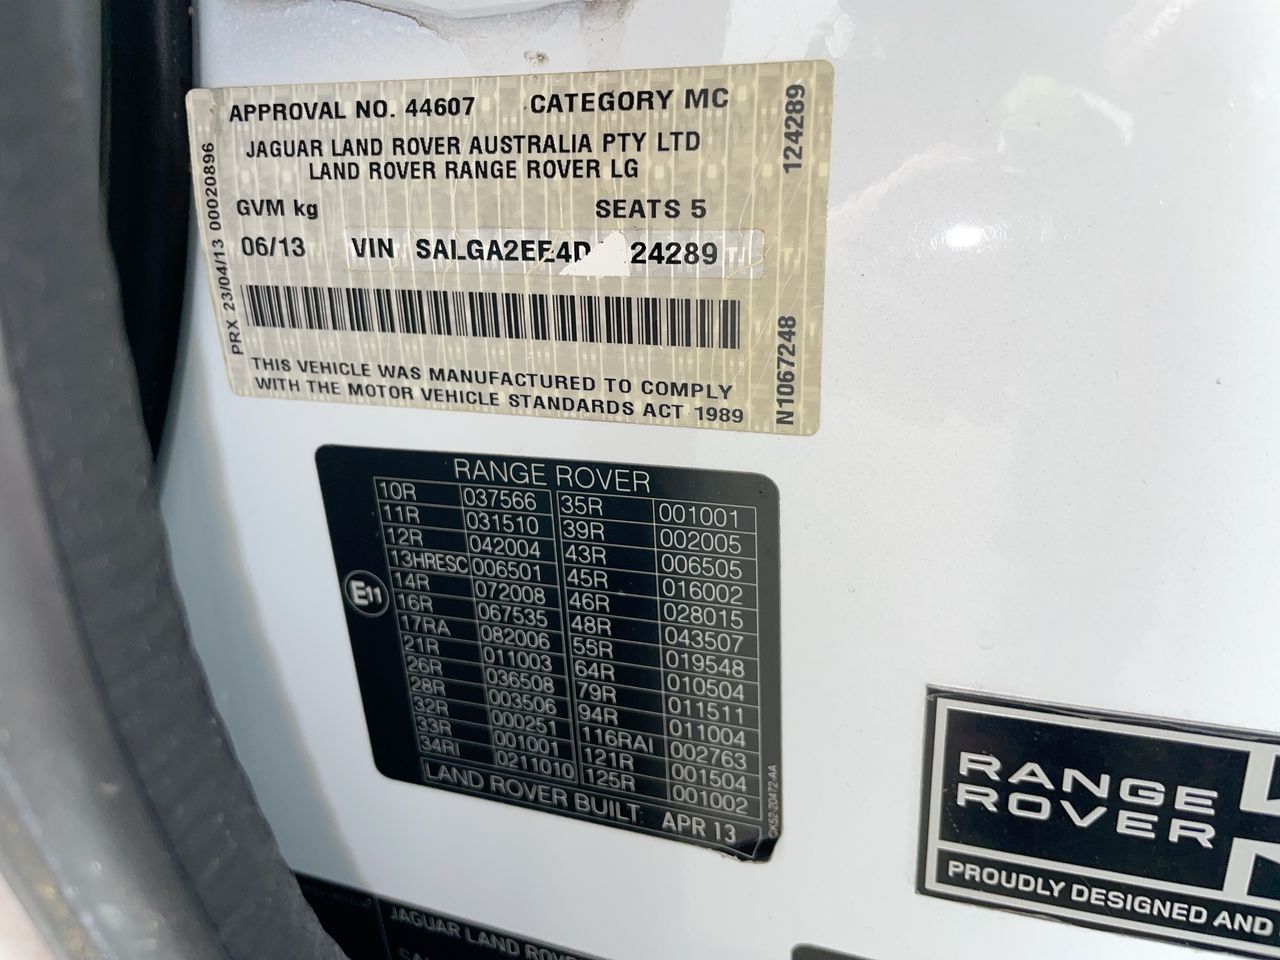 APPROVAL NO. 44607 CATEGORY MC
JAGUAR LAND ROVER AUSTRALIA PTY LTD
LAND ROVER RANGE ROVER LG
GVM kg SEATS 5
06/13 VIN SALGA2EE4D 24289
THIS VEHICLE WAS MANUFACTURED TO COMPLY
WITH THE MOTOR VEHICLE STANDARDS ACT 1989
PRX 23/04/13 00020896
124289
N1067248
RANGE ROVER
10R 037566 35R 001001
11R 031510 39R 002005
12R 042004 43R 006505
13HRESC 006501 45R 016002
14R 072008 46R 028015
16R 067535 48R 043507
17RA 082006 55R 019548
21R 011003 64R 010504
26R 036508 79R 011511
28R 003506 94R 011004
32R 000251 116RAI 002763
33R 001001 121R 001504
34RI 0211010 125R 001002
E11
LAND ROVER BUILT APR 13
CK52-20472-AA
RANGE
ROVER
PROUDLY DESIGNED AND
JAGUAR LAND ROVER